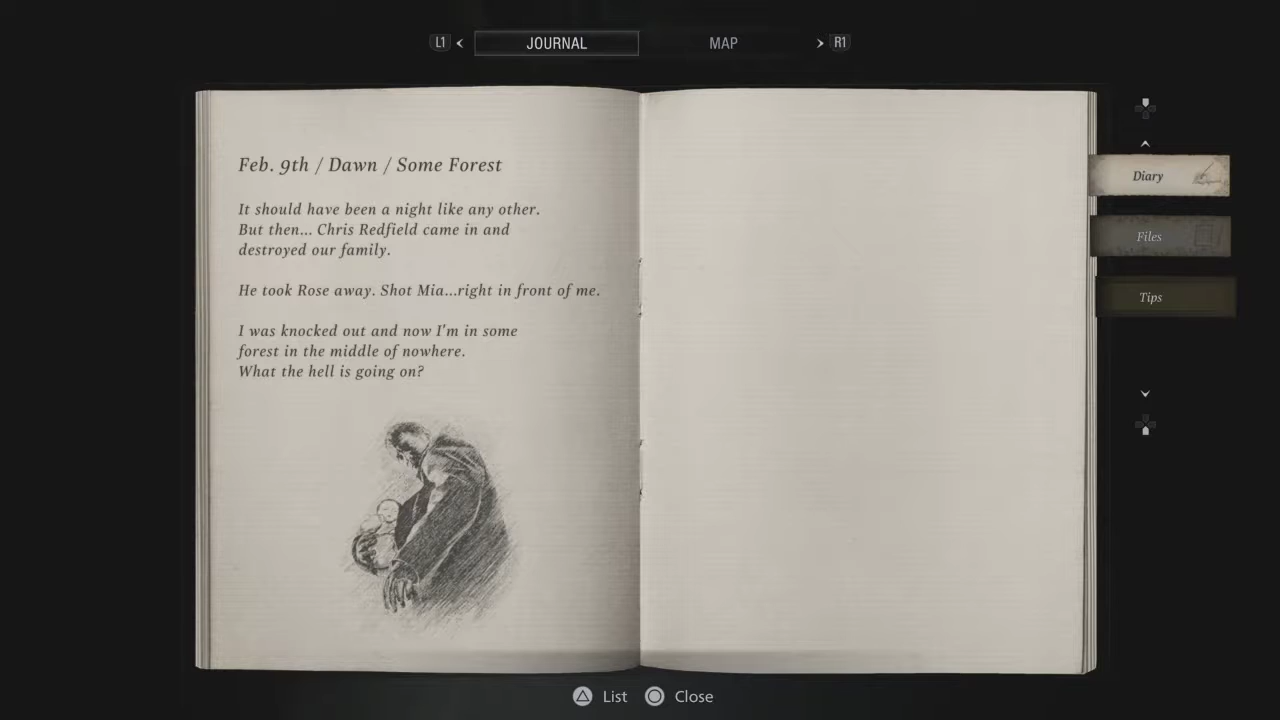 L1 JOURNAL MAP R1
Feb. 9th / Dawn / Some Forest
It should have been a night like any other.
But then... Chris Redfield came in and
destroyed our family.
He took Rose away. Shot Mia...right in front of me.
I was knocked out and now I'm in some
forest in the middle of nowhere.
What the hell is going on?
Diary
Files
Tips
List Close